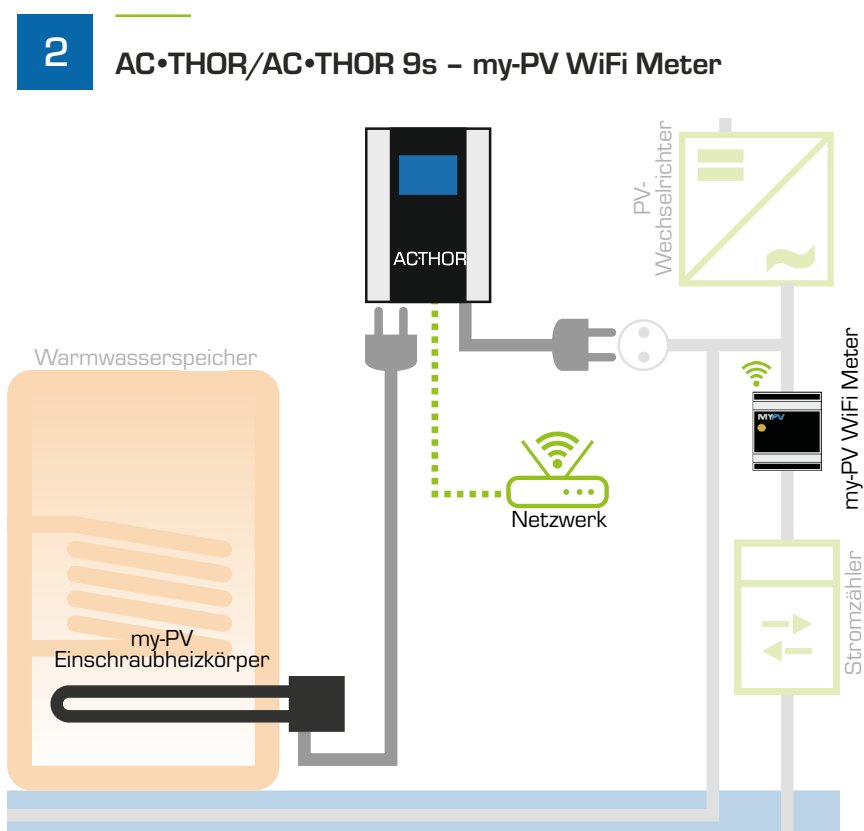 2
AC•THOR/AC•THOR 9s – my-PV WiFi Meter
PV-
Wechselrichter
ACTHOR
Warmwasserspeicher
my-PV WiFi Meter
MYPV
Netzwerk
Stromzähler
my-PV
Einschraubheizkörper